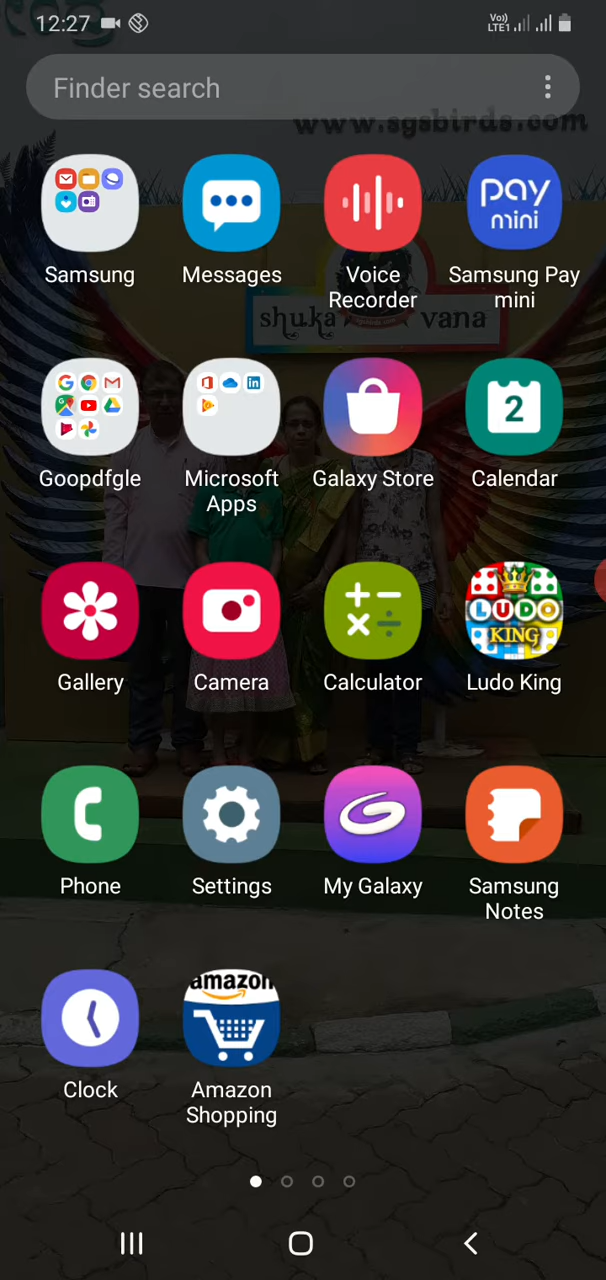 12:27
Vo))
LTE1
Finder search
www.sgsbirds.com
pay
mini
Samsung
Messages
Voice
Recorder
Samsung Pay
mini
shuka vana
2
Goopdfgle
Microsoft
Apps
Galaxy Store
Calendar
LUDO
KING
Gallery
Camera
Calculator
Ludo King
Phone
Settings
My Galaxy
Samsung
Notes
amazon
Clock
Amazon
Shopping